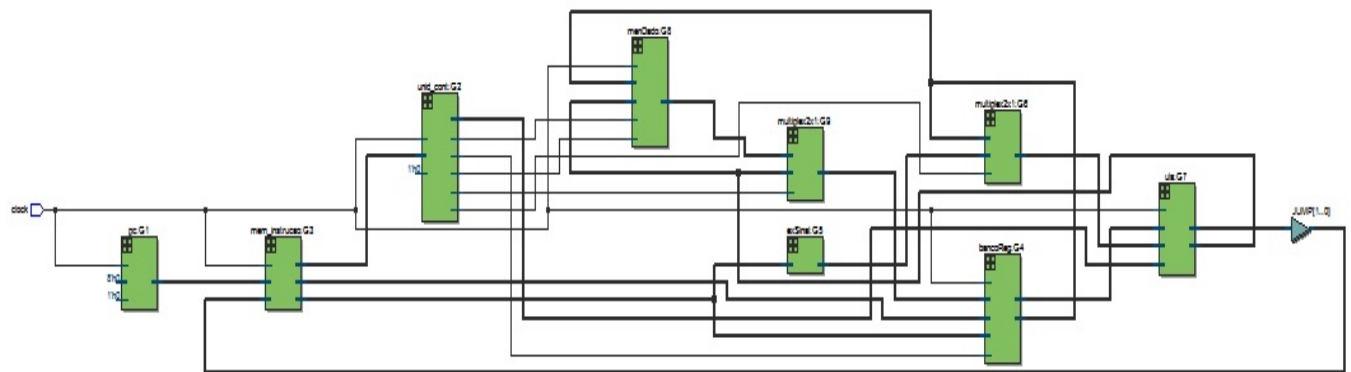 memDado:G8
unid_cont:G2
multiplex2x1:G6
multiplex2x1:G9
1'h0
ula:G7
clock
JUMP[1..0]
pc:G1
mem_instrucao:G3
exSinal:G5
bancoReg:G4
8'h0
1'h0